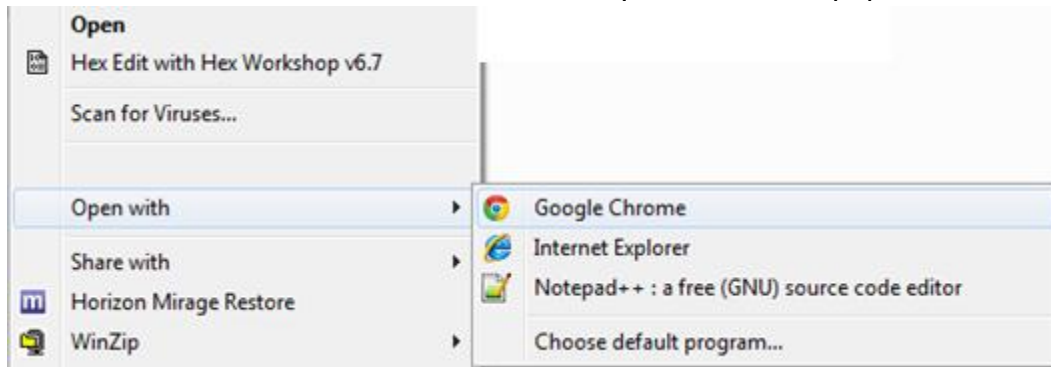 Open
Hex Edit with Hex Workshop v6.7
Scan for Viruses...
Open with
Google Chrome
Internet Explorer
Notepad++ : a free (GNU) source code editor
Choose default program...
Share with
Horizon Mirage Restore
WinZip